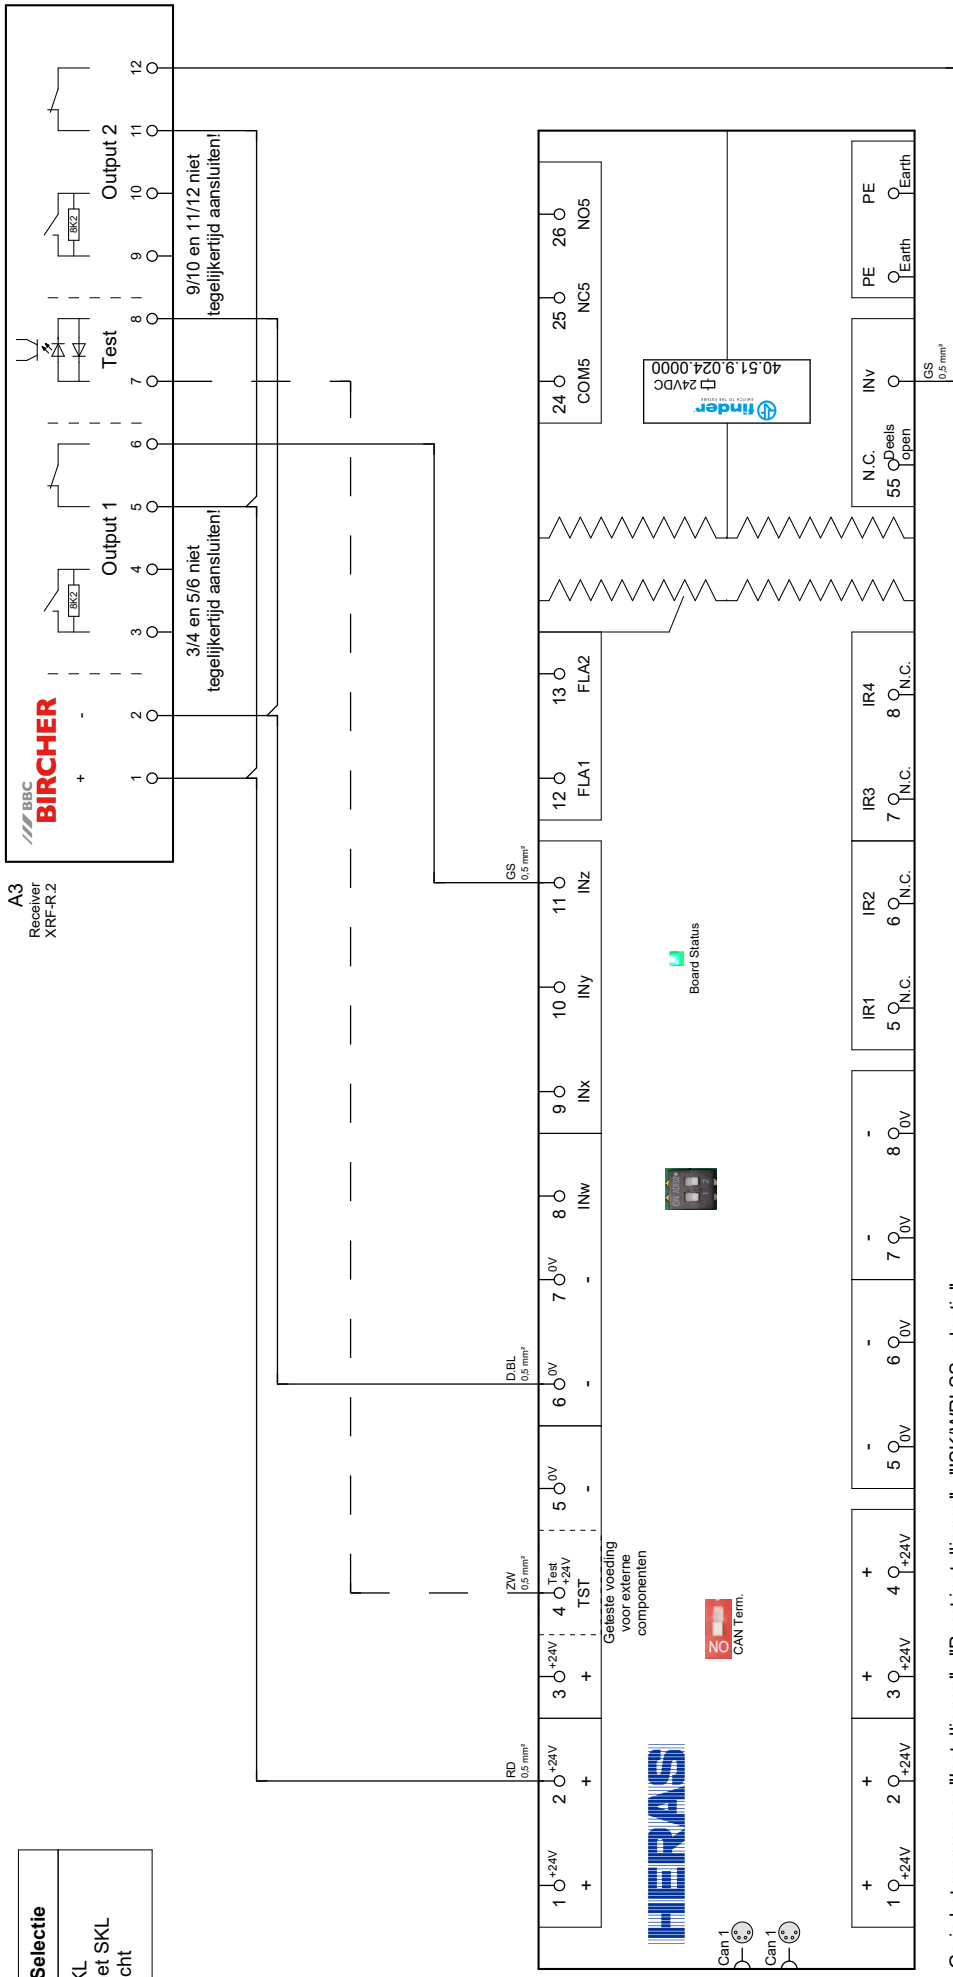 Selectie
KL
et SKL
cht
A3
Receiver
XRF-R.2
BBC
BIRCHER
+
-
Output 1
Test
Output 2
8K2
8K2
1
2
3
4
5
6
7
8
9
10
11
12
3/4 en 5/6 niet
tegelijkertijd aansluiten!
9/10 en 11/12 niet
tegelijkertijd aansluiten!
RD
0,5 mm²
ZW
0,5 mm²
D.BL
0,5 mm²
GS
0,5 mm²
1 +24V
+
2 +24V
+
3 +24V
+
4 Test +24V
TST
5 0V
-
6 0V
-
7 0V
-
8
INw
9
INx
10
INy
11
INz
12
FLA1
13
FLA2
24
COM5
25
NC5
26
NO5
Geteste voeding
voor externe
componenten
HERAS
NO
CAN Term.
1 2
Board Status
finder
SWITCH TO THE FUTURE
24VDC
40.51.9.024.0000
Can 1
Can 1
+
1 +24V
+
2 +24V
+
3 +24V
+
4 +24V
-
5 0V
-
6 0V
-
7 0V
-
8 0V
IR1
5 N.C.
IR2
6 N.C.
IR3
7 N.C.
IR4
8 N.C.
N.C.
55 Deels
open
INv
PE
Earth
PE
Earth
GS
0,5 mm²